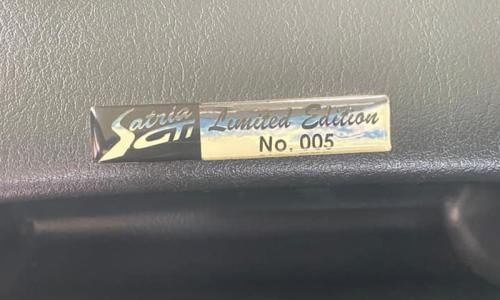 Satria GTi
Limited Edition
No. 005